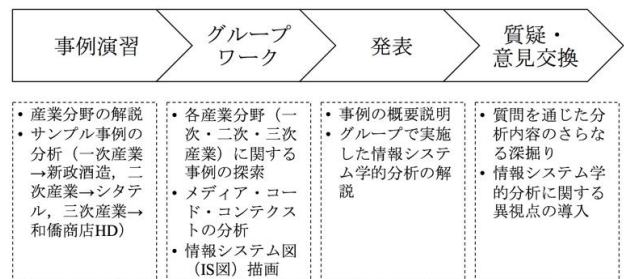 事例演習
グループ
ワーク
発表
質疑・
意見交換
• 産業分野の解説
• サンプル事例の
分析（一次産業
→新政酒造，二
次産業→シタテ
ル，三次産業→
和僑商店HD）
• 各産業分野（一
次・二次・三次
産業）に関する
事例の探索
• メディア・コー
ド・コンテクス
トの分析
• 情報システム図
（IS図）描画
• 事例の概要説明
• グループで実施
した情報システ
ム学的分析の解
説
• 質問を通じた分
析内容のさらな
る深掘り
• 情報システム学
的分析に関する
異視点の導入